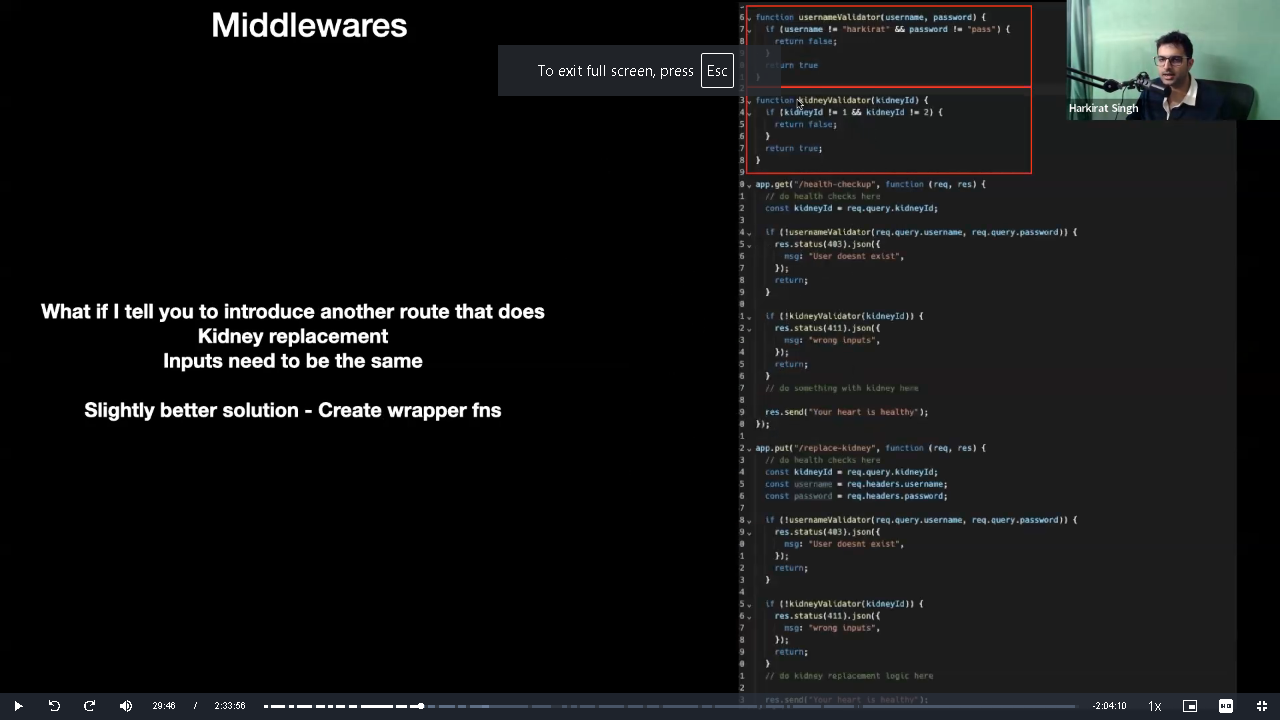 Middlewares
To exit full screen, press Esc
What if I tell you to introduce another route that does
Kidney replacement
Inputs need to be the same
Slightly better solution - Create wrapper fns
6 function usernameValidator(username, password) {
7 if (username != "harkirat" && password != "pass") {
8 return false;
}
return true
}
3 function kidneyValidator(kidneyId) {
4 if (kidneyId != 1 && kidneyId != 2) {
5 return false;
6 }
7 return true;
8 }
9
0 app.get("/health-checkup", function (req, res) {
1 // do health checks here
2 const kidneyId = req.query.kidneyId;
3
4 if (!usernameValidator(req.query.username, req.query.password)) {
5 res.status(403).json({
6 msg: "User doesnt exist",
7 });
8 return;
9 }
0
1 if (!kidneyValidator(kidneyId)) {
2 res.status(411).json({
3 msg: "wrong inputs",
4 });
5 return;
6 }
7 // do something with kidney here
8
9 res.send("Your heart is healthy");
0 });
1
2 app.put("/replace-kidney", function (req, res) {
3 // do health checks here
4 const kidneyId = req.query.kidneyId;
5 const username = req.headers.username;
6 const password = req.headers.password;
7
8 if (!usernameValidator(req.query.username, req.query.password)) {
9 res.status(403).json({
0 msg: "User doesnt exist",
1 });
2 return;
3 }
5 if (!kidneyValidator(kidneyId)) {
6 res.status(411).json({
7 msg: "wrong inputs",
8 });
9 return;
0 }
1 // do kidney replacement logic here
2
3 res.send("Your heart is healthy");
Harkirat Singh
-2:04:10 1x